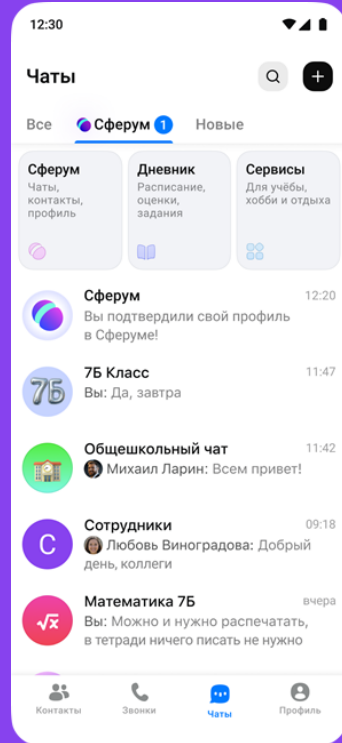 12:30
Чаты
Все
Сферум 1
Новые
Сферум
Чаты,
контакты,
профиль
Дневник
Расписание,
оценки,
задания
Сервисы
Для учёбы,
хобби и отдыха
Сферум 12:20
Вы подтвердили свой профиль
в Сферуме!
7Б Класс 11:47
7Б
Вы: Да, завтра
Общешкольный чат 11:42
Михаил Ларин: Всем привет!
Сотрудники 09:18
С
Любовь Виноградова: Добрый
день, коллеги
Математика 7Б вчера
√x
Вы: Можно и нужно распечатать,
в тетради ничего писать не нужно
Контакты
Звонки
Чаты
Профиль